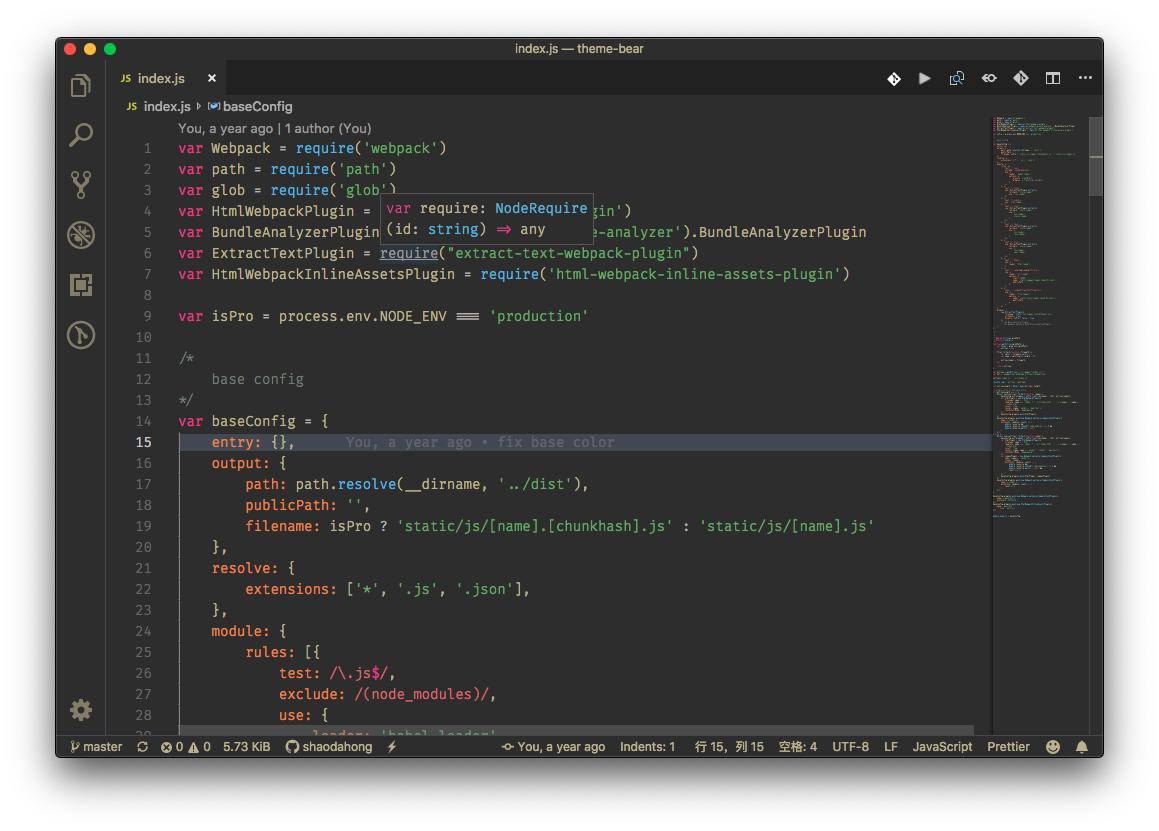 index.js — theme-bear
JS index.js ×
JS index.js › baseConfig
You, a year ago | 1 author (You)
1 var Webpack = require('webpack')
2 var path = require('path')
3 var glob = require('glob')
4 var HtmlWebpackPlugin = gin')
var require: NodeRequire
(id: string) => any
5 var BundleAnalyzerPlugin e-analyzer').BundleAnalyzerPlugin
6 var ExtractTextPlugin = require("extract-text-webpack-plugin")
7 var HtmlWebpackInlineAssetsPlugin = require('html-webpack-inline-assets-plugin')
8
9 var isPro = process.env.NODE_ENV === 'production'
10
11 /*
12 base config
13 */
14 var baseConfig = {
15 entry: {}, You, a year ago • fix base color
16 output: {
17 path: path.resolve(__dirname, '../dist'),
18 publicPath: '',
19 filename: isPro ? 'static/js/[name].[chunkhash].js' : 'static/js/[name].js'
20 },
21 resolve: {
22 extensions: ['*', '.js', '.json'],
23 },
24 module: {
25 rules: [{
26 test: /\.js$/,
27 exclude: /(node_modules)/,
28 use: {
29 loader: 'babel-loader'
master 0 0 5.73 KiB shaodahong You, a year ago Indents: 1 行 15，列 15 空格: 4 UTF-8 LF JavaScript Prettier